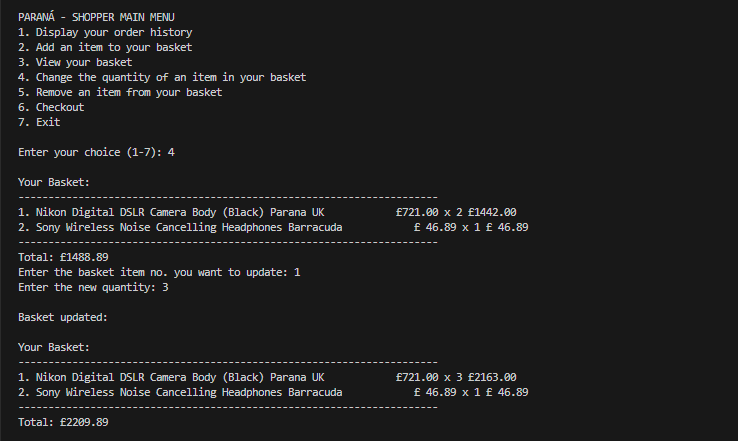 PARANÁ - SHOPPER MAIN MENU
1. Display your order history
2. Add an item to your basket
3. View your basket
4. Change the quantity of an item in your basket
5. Remove an item from your basket
6. Checkout
7. Exit
Enter your choice (1-7): 4
Your Basket:
----------------------------------------------------------------------
1. Nikon Digital DSLR Camera Body (Black) Parana UK            £721.00 x 2 £1442.00
2. Sony Wireless Noise Cancelling Headphones Barracuda            £ 46.89 x 1 £ 46.89
----------------------------------------------------------------------
Total: £1488.89
Enter the basket item no. you want to update: 1
Enter the new quantity: 3
Basket updated:
Your Basket:
----------------------------------------------------------------------
1. Nikon Digital DSLR Camera Body (Black) Parana UK            £721.00 x 3 £2163.00
2. Sony Wireless Noise Cancelling Headphones Barracuda            £ 46.89 x 1 £ 46.89
----------------------------------------------------------------------
Total: £2209.89